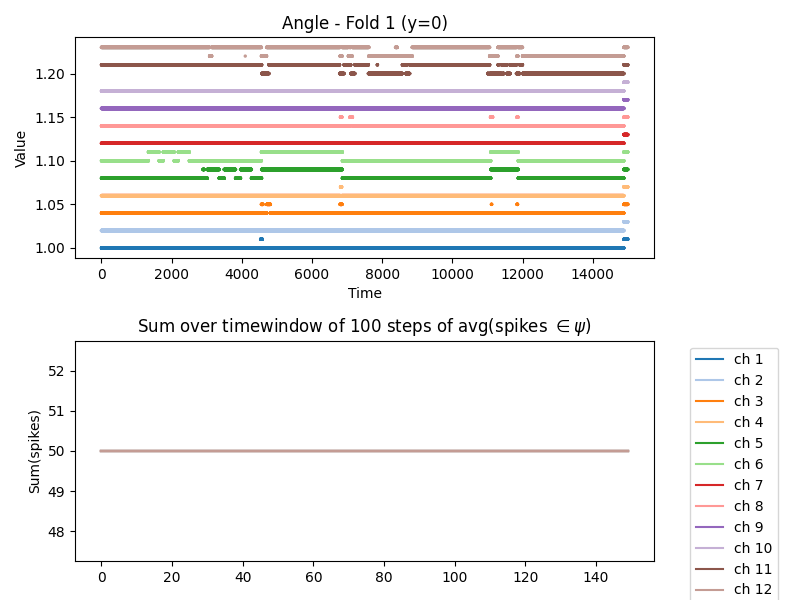 Angle - Fold 1 (y=0)
Value
1.20
1.15
1.10
1.05
1.00
0 2000 4000 6000 8000 10000 12000 14000
Time
Sum over timewindow of 100 steps of avg(spikes ∈ ψ)
Sum(spikes)
52
51
50
49
48
0 20 40 60 80 100 120 140
ch 1
ch 2
ch 3
ch 4
ch 5
ch 6
ch 7
ch 8
ch 9
ch 10
ch 11
ch 12